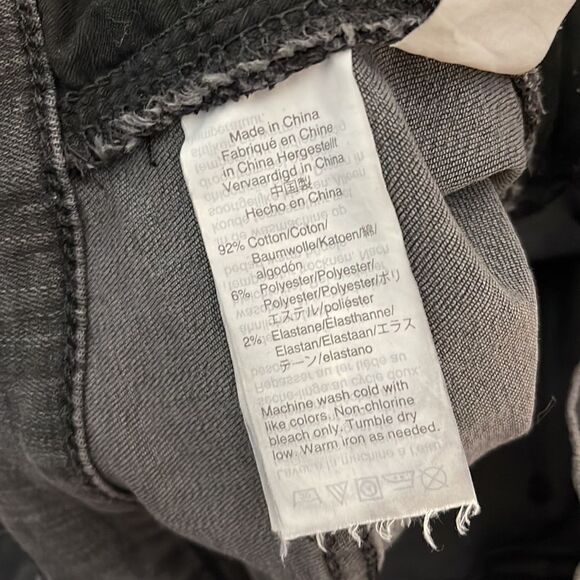 Made in China
Fabriqué en Chine
in China Hergestellt
Vervaardigd in China
中国製
Hecho en China
92% Cotton/Coton/
Baumwolle/Katoen/綿/
algodón
6% Polyester/Polyester/
Polyester/Polyester/ポリ
エステル/poliéster
2% Elastane/Elasthanne/
Elastan/Elastaan/エラス
テーン/elastano
Machine wash cold with
like colors. Non-chlorine
bleach only. Tumble dry
low. Warm iron as needed.